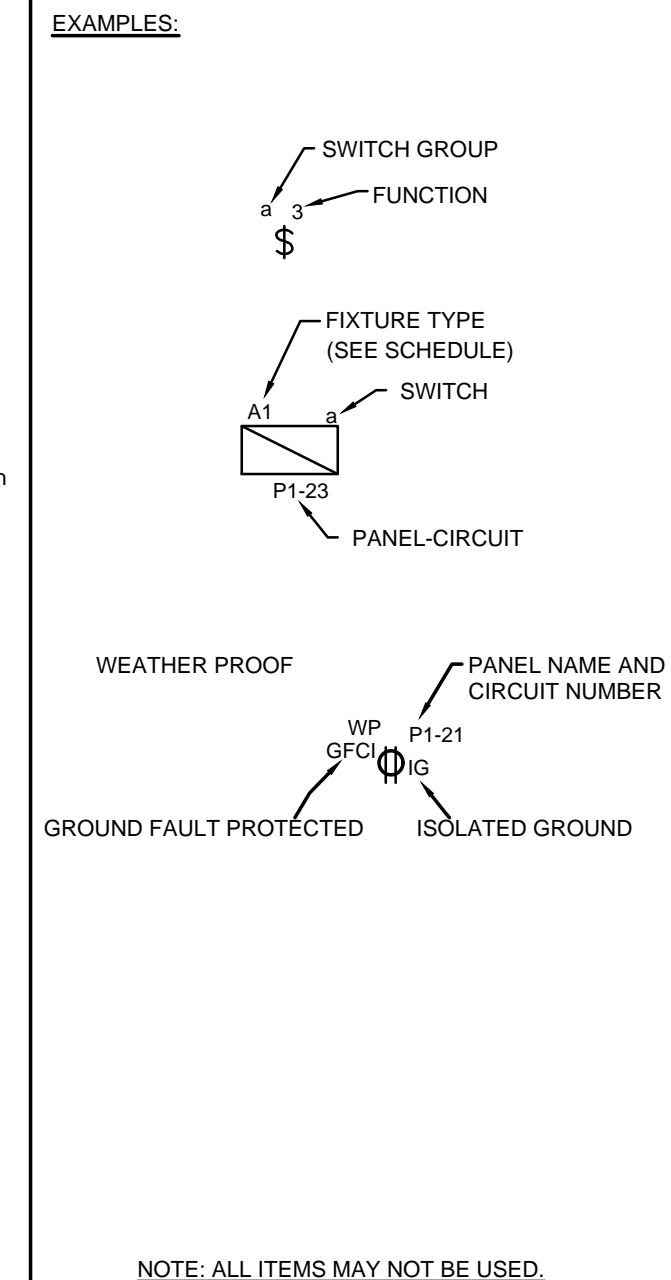 EXAMPLES:
SWITCH GROUP
FUNCTION
a 3
$
FIXTURE TYPE
(SEE SCHEDULE)
SWITCH
A1 a
n
P1-23
PANEL-CIRCUIT
WEATHER PROOF
PANEL NAME AND
CIRCUIT NUMBER
WP P1-21
GFCI IG
GROUND FAULT PROTECTED ISOLATED GROUND
NOTE: ALL ITEMS MAY NOT BE USED.